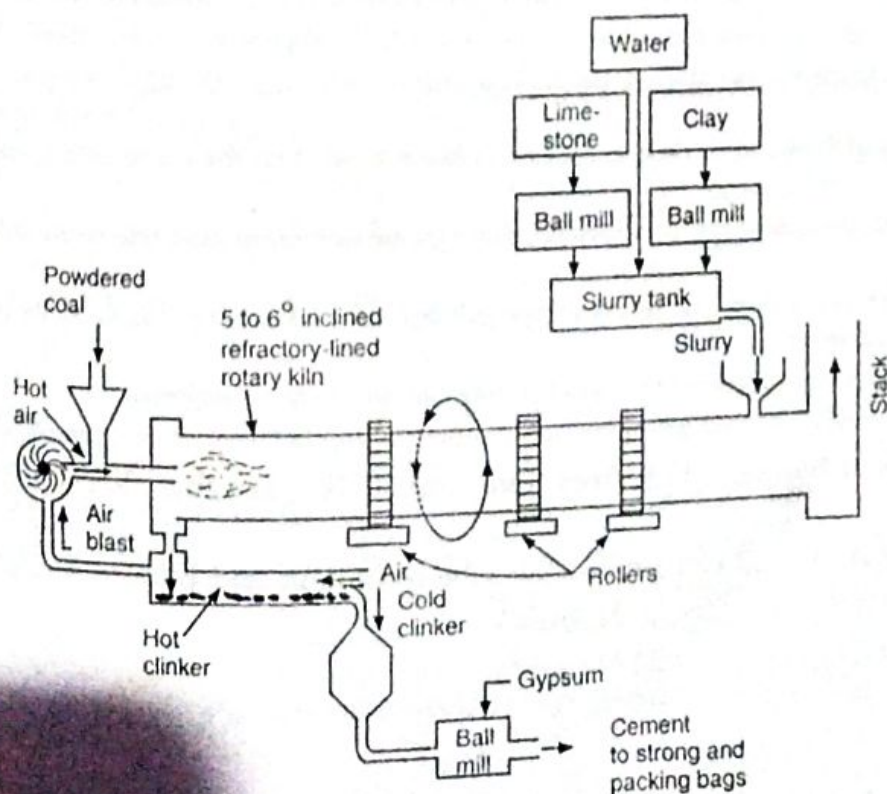 Water
Lime-
stone
Clay
Ball mill
Ball mill
Slurry tank
Slurry
Stack
Powdered
coal
5 to 6° inclined
refractory-lined
rotary kiln
Hot
air
Air
blast
Rollers
Air
Cold
clinker
Hot
clinker
Gypsum
Ball
mill
Cement
to strong and
packing bags